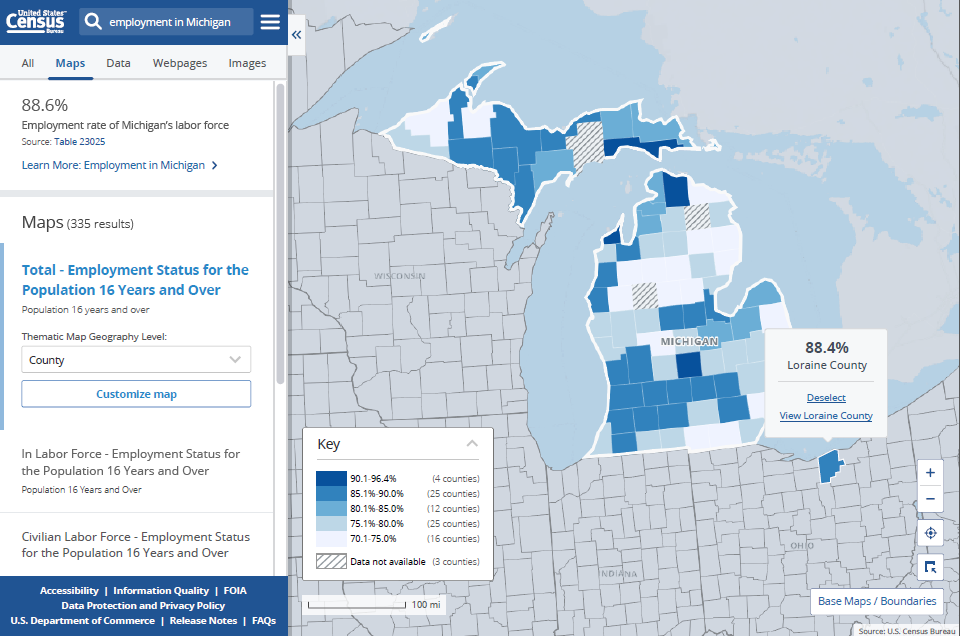 United States®
Census
Bureau
employment in Michigan
«
All Maps Data Webpages Images
88.6%
Employment rate of Michigan's labor force
Source: Table 23025
Learn More: Employment in Michigan
Maps (335 results)
Total - Employment Status for the
Population 16 Years and Over
Population 16 years and over
Thematic Map Geography Level:
County
Customize map
In Labor Force - Employment Status for
the Population 16 Years and Over
Population 16 Years and Over
Civilian Labor Force - Employment Status
for the Population 16 Years and Over
Accessibility | Information Quality | FOIA
Data Protection and Privacy Policy
U.S. Department of Commerce | Release Notes | FAQs
WISCONSIN
MICHIGAN
88.4%
Loraine County
Deselect
View Loraine County
Key
90.1-96.4% (4 counties)
85.1%-90.0% (25 counties)
80.1%-85.0% (12 counties)
75.1%-80.0% (25 counties)
70.1-75.0% (16 counties)
Data not available (3 counties)
100 mi
INDIANA
OHIO
+
−
Base Maps / Boundaries
Source: U.S. Census Bureau